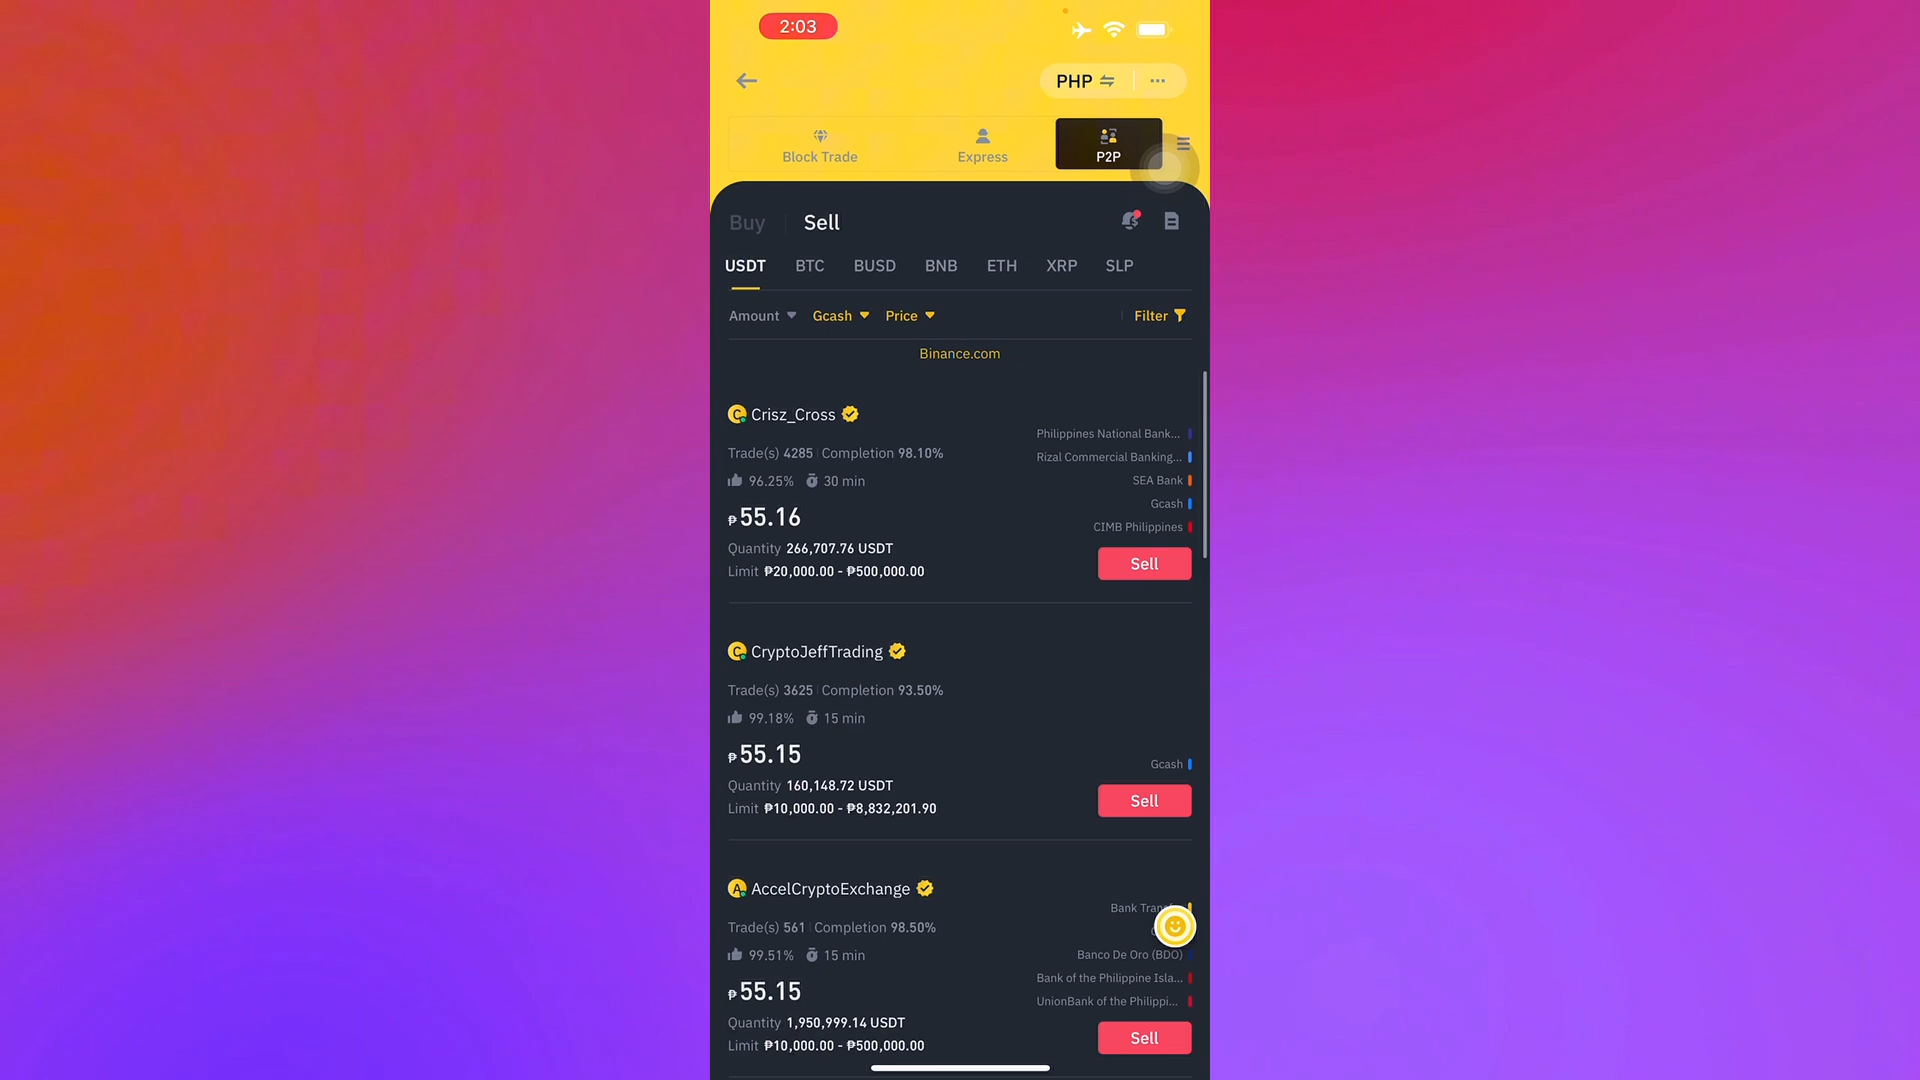 2:03
PHP
Block Trade
Express
P2P
Buy
Sell
USDT BTC BUSD BNB ETH XRP SLP
Amount Gcash Price Filter
Binance.com
C Crisz_Cross
Trade(s) 4285 Completion 98.10%
96.25% 30 min
Philippines National Bank...
Rizal Commercial Banking...
SEA Bank
Gcash
CIMB Philippines
₱55.16
Quantity 266,707.76 USDT
Limit ₱20,000.00 - ₱500,000.00
Sell
C CryptoJeffTrading
Trade(s) 3625 Completion 93.50%
99.18% 15 min
₱55.15
Gcash
Quantity 160,148.72 USDT
Limit ₱10,000.00 - ₱8,832,201.90
Sell
A AccelCryptoExchange
Trade(s) 561 Completion 98.50%
99.51% 15 min
Bank
Banco De Oro (BDO)
Bank of the Philippine Isla...
UnionBank of the Philippi...
₱55.15
Quantity 1,950,999.14 USDT
Limit ₱10,000.00 - ₱500,000.00
Sell